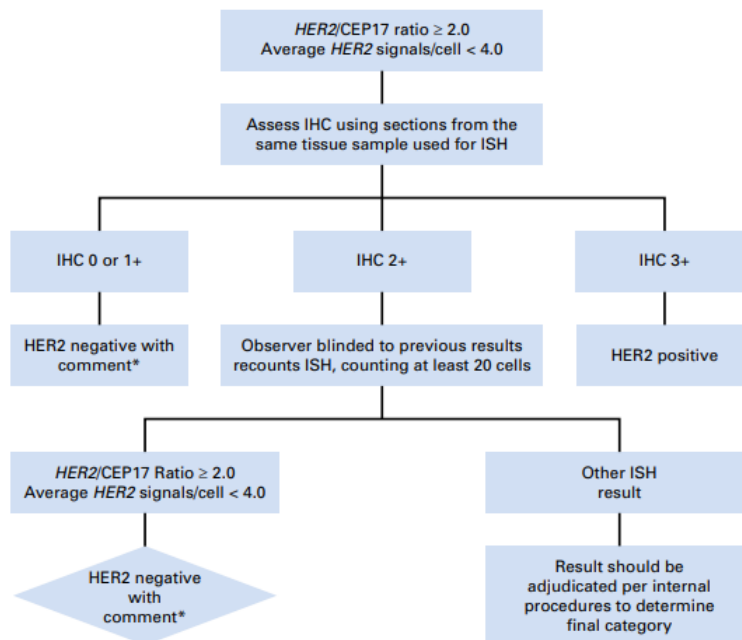 HER2/CEP17 ratio ≥ 2.0
Average HER2 signals/cell < 4.0
Assess IHC using sections from the
same tissue sample used for ISH
IHC 0 or 1+
IHC 2+
IHC 3+
HER2 negative with
comment*
Observer blinded to previous results
recounts ISH, counting at least 20 cells
HER2 positive
HER2/CEP17 Ratio ≥ 2.0
Average HER2 signals/cell < 4.0
Other ISH
result
HER2 negative
with
comment*
Result should be
adjudicated per internal
procedures to determine
final category